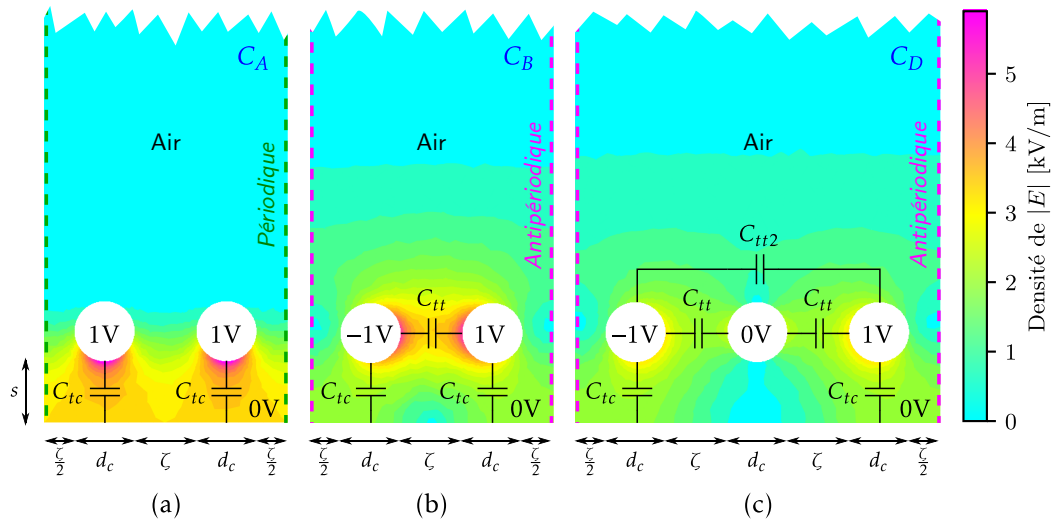 C_A
Air
Périodique
1V
1V
C_tc
C_tc
0V
s
ζ/2
d_c
ζ
d_c
ζ/2
(a)
C_B
Air
Antipériodique
C_tt
−1V
1V
C_tc
C_tc
0V
ζ/2
d_c
ζ
d_c
ζ/2
(b)
C_D
Air
Antipériodique
C_tt2
C_tt
C_tt
−1V
0V
1V
C_tc
C_tc
0V
ζ/2
d_c
ζ
d_c
ζ
d_c
ζ/2
(c)
5
4
3
2
1
0
Densité de |E| [kV/m]